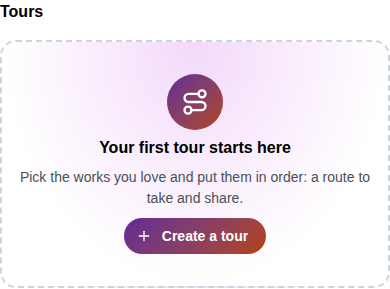 Tours
Your first tour starts here
Pick the works you love and put them in order: a route to
take and share.
Create a tour